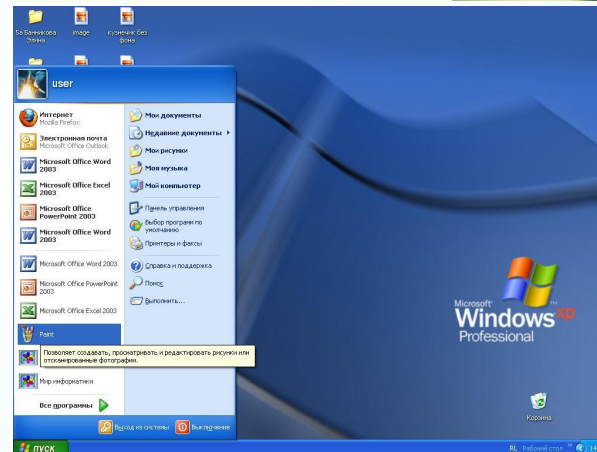 5а Банникова
Элина
image
кузнечик без
фона
user
Интернет
Mozilla Firefox
Электронная почта
Microsoft Office Outlook
Microsoft Office Word
2003
Microsoft Office Excel
2003
Microsoft Office
PowerPoint 2003
Microsoft Office Word
2003
Microsoft Office Word 2003
Microsoft Office PowerPoint
2003
Microsoft Office Excel 2003
Paint
Мир информатики
Все программы
Мои документы
Недавние документы
Мои рисунки
Моя музыка
Мой компьютер
Панель управления
Выбор программ по
умолчанию
Принтеры и факсы
Справка и поддержка
Поиск
Выполнить...
Позволяет создавать, просматривать и редактировать рисунки или
отсканированные фотографии.
Выход из системы
Выключение
пуск
Microsoft
Windows xp
Professional
Корзина
RL
Рабочий стол
14